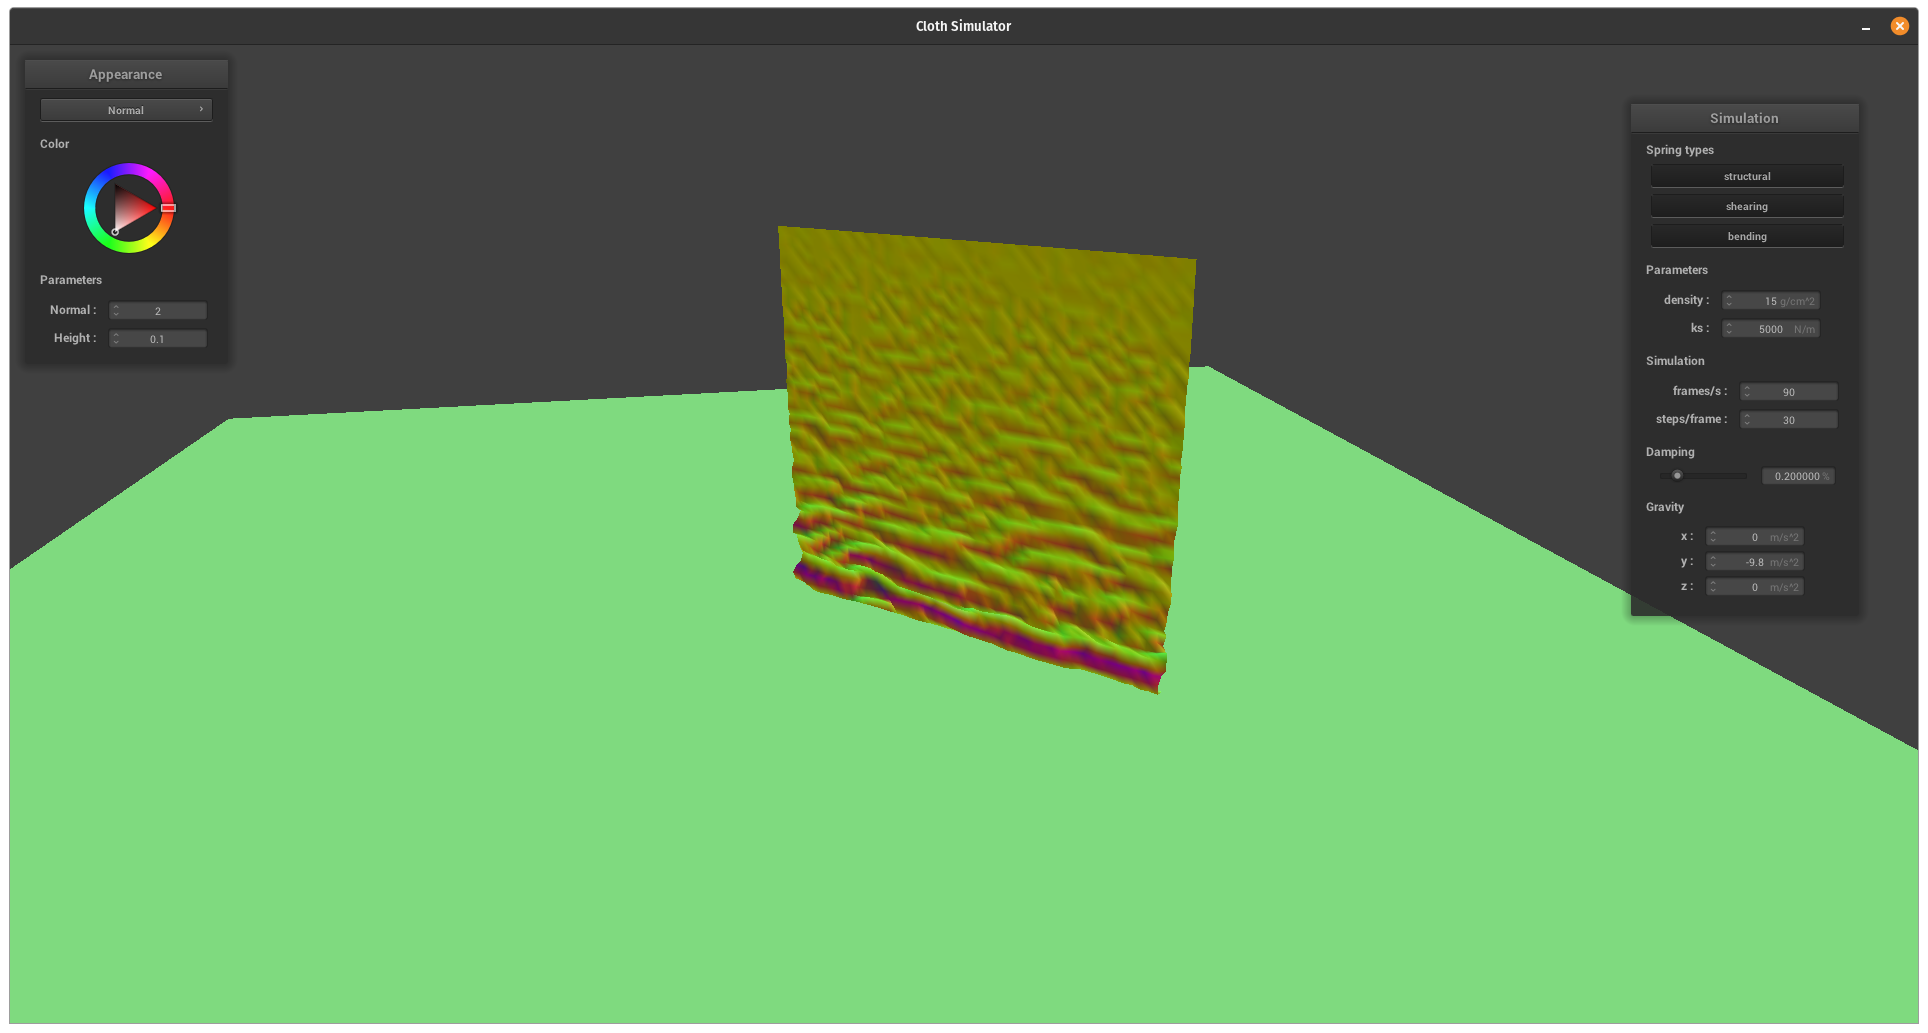 Cloth Simulator
Appearance
Normal
Color
Parameters
Normal : 2
Height : 0.1
Simulation
Spring types
structural
shearing
bending
Parameters
density : 15 g/cm^2
ks : 5000 N/m
Simulation
frames/s : 90
steps/frame : 30
Damping
0.200000 %
Gravity
x : 0 m/s^2
y : -9.8 m/s^2
z : 0 m/s^2